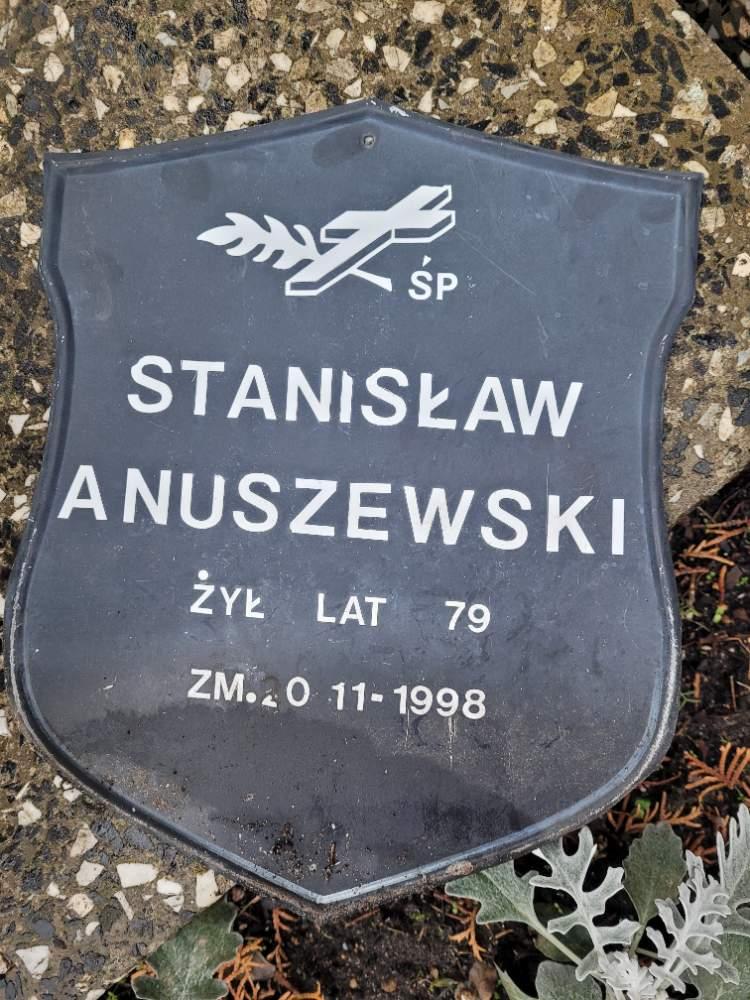 ŚP
STANISŁAW
ANUSZEWSKI
ŻYŁ LAT 79
ZM. 20 11-1998